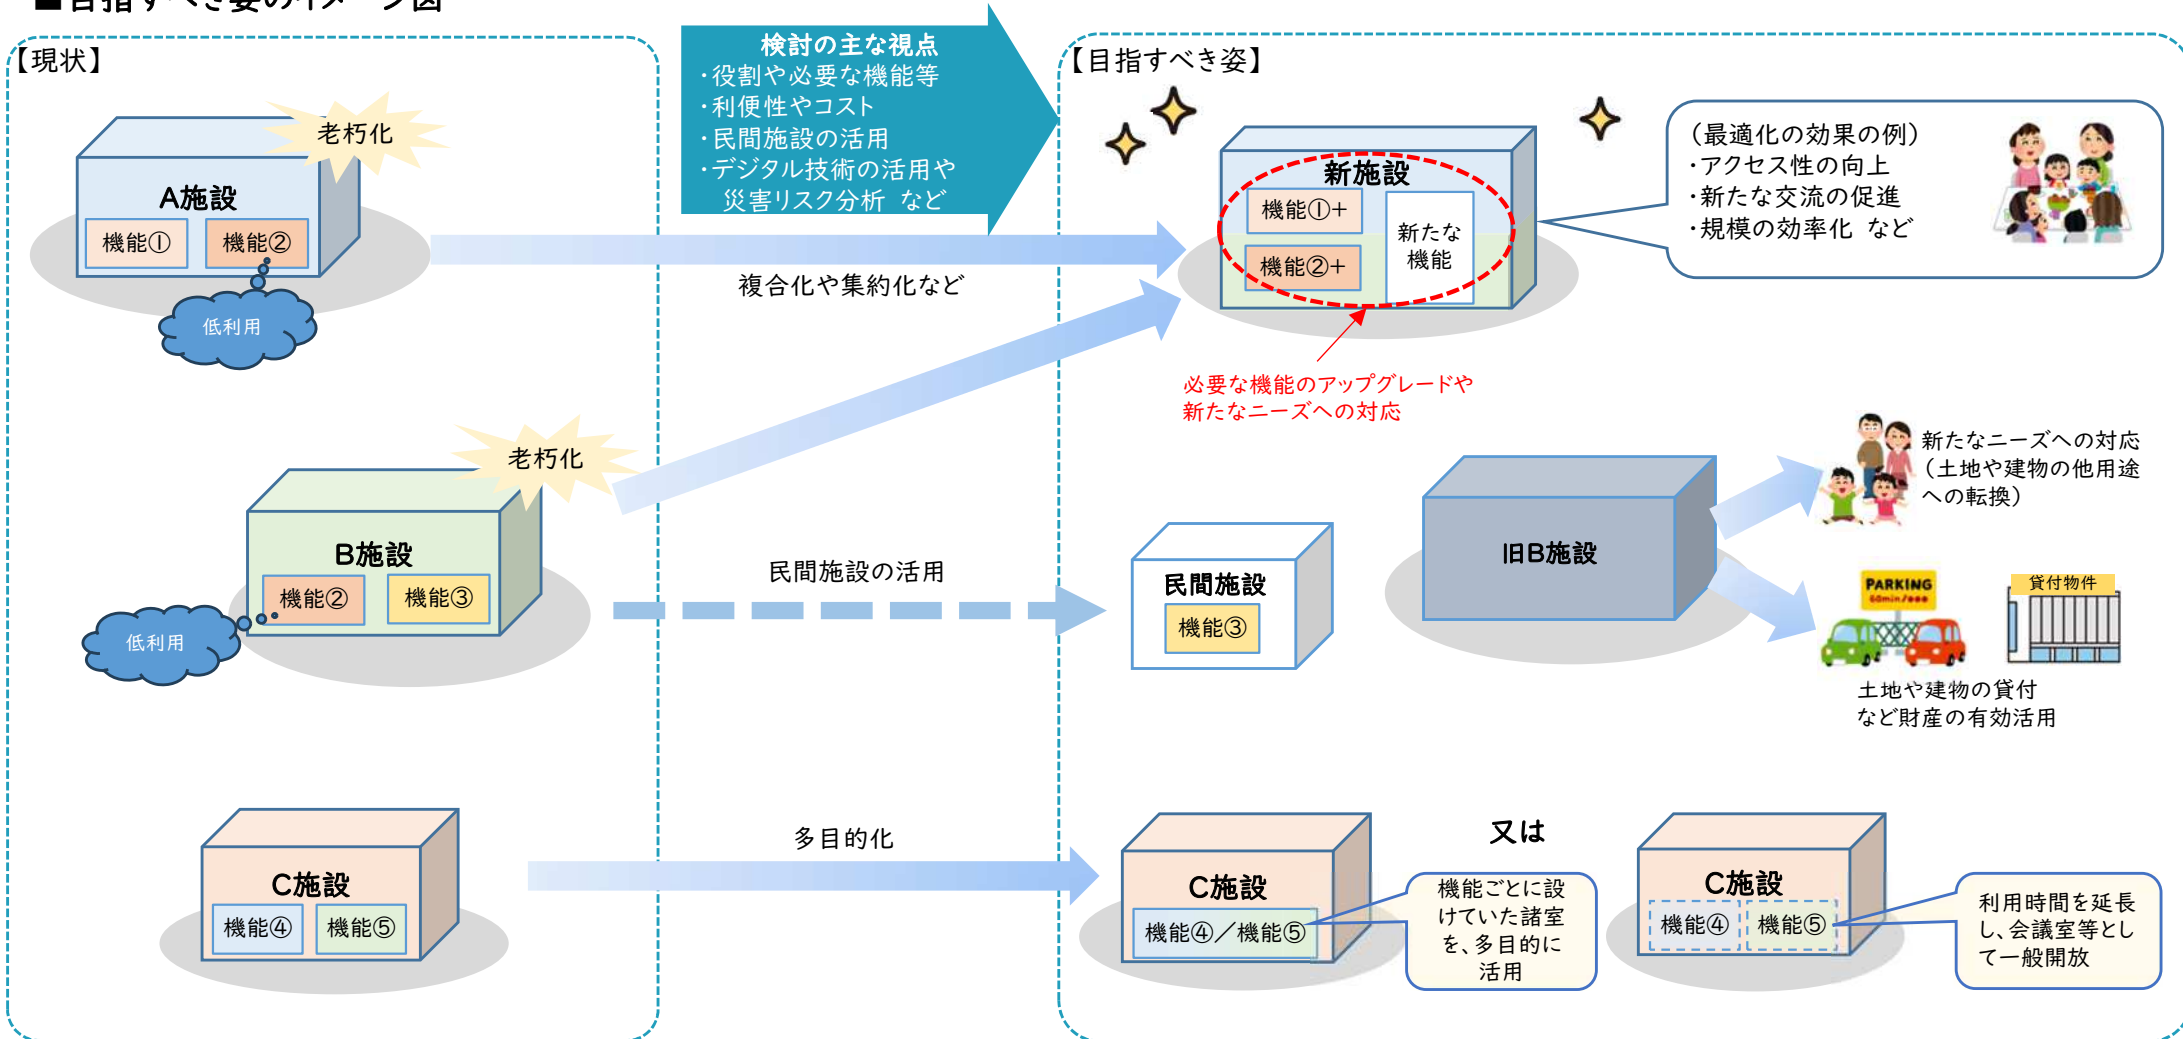 ■目指すべき姿のイメージ図
【現状】
老朽化
A施設
機能①
機能②
低利用
老朽化
B施設
機能②
機能③
低利用
C施設
機能④
機能⑤
検討の主な視点
・役割や必要な機能等
・利便性やコスト
・民間施設の活用
・デジタル技術の活用や
災害リスク分析 など
複合化や集約化など
民間施設の活用
多目的化
【目指すべき姿】
新施設
機能①+
機能②+
新たな
機能
(最適化の効果の例)
・アクセス性の向上
・新たな交流の促進
・規模の効率化 など
必要な機能のアップグレードや
新たなニーズへの対応
民間施設
機能③
旧B施設
新たなニーズへの対応
(土地や建物の他用途
への転換)
PARKING
貸付物件
土地や建物の貸付
など財産の有効活用
C施設
機能④/機能⑤
機能ごとに設
けていた諸室
を、多目的に
活用
又は
C施設
機能④
機能⑤
利用時間を延長
し、会議室等とし
て一般開放